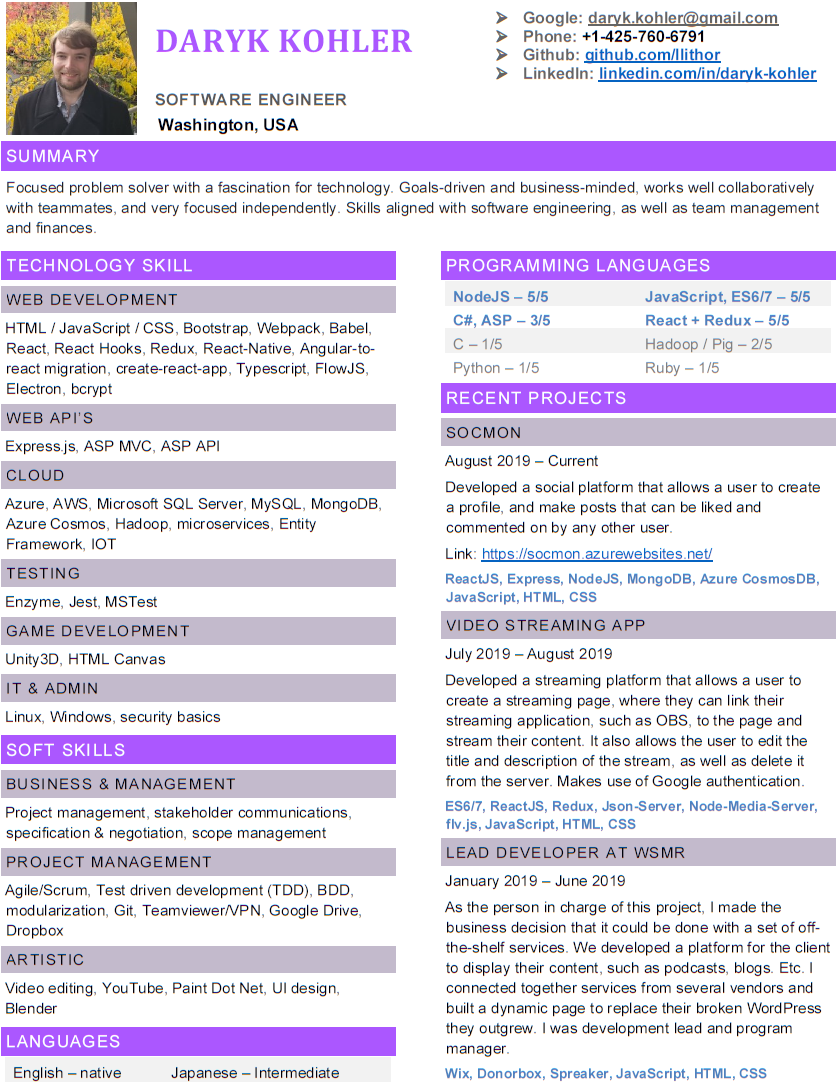 DARYK KOHLER
SOFTWARE ENGINEER
Washington, USA
➢ Google: daryk.kohler@gmail.com
➢ Phone: +1-425-760-6791
➢ Github: github.com/llithor
➢ LinkedIn: linkedin.com/in/daryk-kohler
SUMMARY
Focused problem solver with a fascination for technology. Goals-driven and business-minded, works well collaboratively
with teammates, and very focused independently. Skills aligned with software engineering, as well as team management
and finances.
TECHNOLOGY SKILL
WEB DEVELOPMENT
HTML / JavaScript / CSS, Bootstrap, Webpack, Babel,
React, React Hooks, Redux, React-Native, Angular-to-
react migration, create-react-app, Typescript, FlowJS,
Electron, bcrypt
WEB API'S
Express.js, ASP MVC, ASP API
CLOUD
Azure, AWS, Microsoft SQL Server, MySQL, MongoDB,
Azure Cosmos, Hadoop, microservices, Entity
Framework, IOT
TESTING
Enzyme, Jest, MSTest
GAME DEVELOPMENT
Unity3D, HTML Canvas
IT & ADMIN
Linux, Windows, security basics
SOFT SKILLS
BUSINESS & MANAGEMENT
Project management, stakeholder communications,
specification & negotiation, scope management
PROJECT MANAGEMENT
Agile/Scrum, Test driven development (TDD), BDD,
modularization, Git, Teamviewer/VPN, Google Drive,
Dropbox
ARTISTIC
Video editing, YouTube, Paint Dot Net, UI design,
Blender
LANGUAGES
English – native Japanese – Intermediate
PROGRAMMING LANGUAGES
NodeJS – 5/5 JavaScript, ES6/7 – 5/5
C#, ASP – 3/5 React + Redux – 5/5
C – 1/5 Hadoop / Pig – 2/5
Python – 1/5 Ruby – 1/5
RECENT PROJECTS
SOCMON
August 2019 – Current
Developed a social platform that allows a user to create
a profile, and make posts that can be liked and
commented on by any other user.
Link: https://socmon.azurewebsites.net/
ReactJS, Express, NodeJS, MongoDB, Azure CosmosDB,
JavaScript, HTML, CSS
VIDEO STREAMING APP
July 2019 – August 2019
Developed a streaming platform that allows a user to
create a streaming page, where they can link their
streaming application, such as OBS, to the page and
stream their content. It also allows the user to edit the
title and description of the stream, as well as delete it
from the server. Makes use of Google authentication.
ES6/7, ReactJS, Redux, Json-Server, Node-Media-Server,
flv.js, JavaScript, HTML, CSS
LEAD DEVELOPER AT WSMR
January 2019 – June 2019
As the person in charge of this project, I made the
business decision that it could be done with a set of off-
the-shelf services. We developed a platform for the client
to display their content, such as podcasts, blogs. Etc. I
connected together services from several vendors and
built a dynamic page to replace their broken WordPress
they outgrew. I was development lead and program
manager.
Wix, Donorbox, Spreaker, JavaScript, HTML, CSS